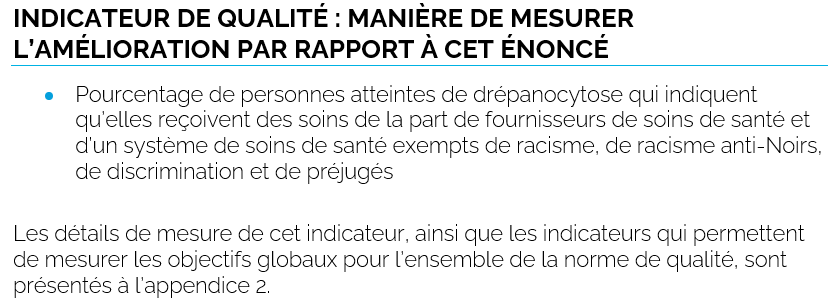 INDICATEUR DE QUALITÉ : MANIÈRE DE MESURER
L'AMÉLIORATION PAR RAPPORT À CET ÉNONCÉ
• Pourcentage de personnes atteintes de drépanocytose qui indiquent
qu'elles reçoivent des soins de la part de fournisseurs de soins de santé et
d'un système de soins de santé exempts de racisme, de racisme anti-Noirs,
de discrimination et de préjugés
Les détails de mesure de cet indicateur, ainsi que les indicateurs qui permettent
de mesurer les objectifs globaux pour l'ensemble de la norme de qualité, sont
présentés à l'appendice 2.